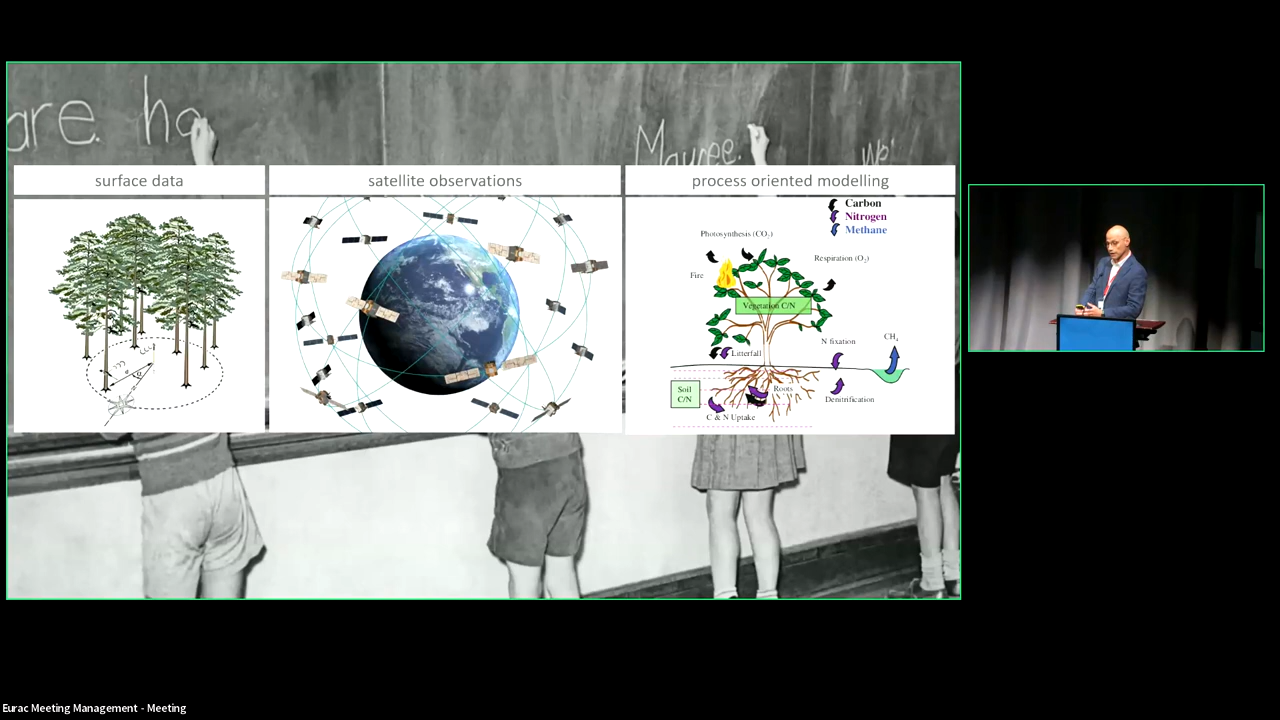 are. ho
Mauree.
surface data
satellite observations
process oriented modelling
Carbon
Nitrogen
Methane
Photosynthesis (CO₂)
Respiration (O₂)
Fire
Vegetation C/N
N fixation
CH₄
Litterfall
Soil
C/N
Roots
Denitrification
C & N Uptake
Eurac Meeting Management - Meeting